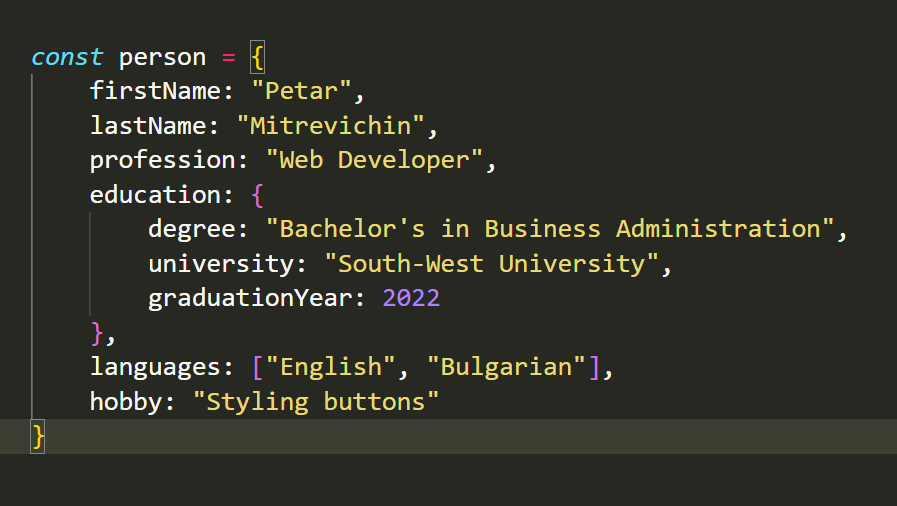 const person = {
    firstName: "Petar",
    lastName: "Mitrevichin",
    profession: "Web Developer",
    education: {
        degree: "Bachelor's in Business Administration",
        university: "South-West University",
        graduationYear: 2022
    },
    languages: ["English", "Bulgarian"],
    hobby: "Styling buttons"
}